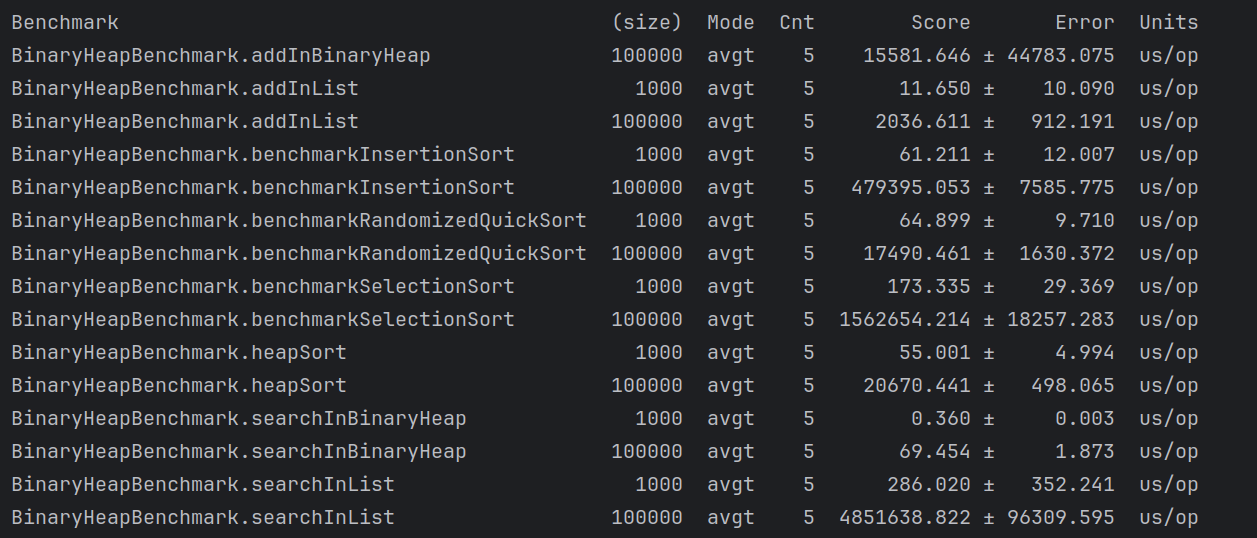 Benchmark (size) Mode Cnt Score Error Units
BinaryHeapBenchmark.addInBinaryHeap 100000 avgt 5 15581.646 ± 44783.075 us/op
BinaryHeapBenchmark.addInList 1000 avgt 5 11.650 ± 10.090 us/op
BinaryHeapBenchmark.addInList 100000 avgt 5 2036.611 ± 912.191 us/op
BinaryHeapBenchmark.benchmarkInsertionSort 1000 avgt 5 61.211 ± 12.007 us/op
BinaryHeapBenchmark.benchmarkInsertionSort 100000 avgt 5 479395.053 ± 7585.775 us/op
BinaryHeapBenchmark.benchmarkRandomizedQuickSort 1000 avgt 5 64.899 ± 9.710 us/op
BinaryHeapBenchmark.benchmarkRandomizedQuickSort 100000 avgt 5 17490.461 ± 1630.372 us/op
BinaryHeapBenchmark.benchmarkSelectionSort 1000 avgt 5 173.335 ± 29.369 us/op
BinaryHeapBenchmark.benchmarkSelectionSort 100000 avgt 5 1562654.214 ± 18257.283 us/op
BinaryHeapBenchmark.heapSort 1000 avgt 5 55.001 ± 4.994 us/op
BinaryHeapBenchmark.heapSort 100000 avgt 5 20670.441 ± 498.065 us/op
BinaryHeapBenchmark.searchInBinaryHeap 1000 avgt 5 0.360 ± 0.003 us/op
BinaryHeapBenchmark.searchInBinaryHeap 100000 avgt 5 69.454 ± 1.873 us/op
BinaryHeapBenchmark.searchInList 1000 avgt 5 286.020 ± 352.241 us/op
BinaryHeapBenchmark.searchInList 100000 avgt 5 4851638.822 ± 96309.595 us/op